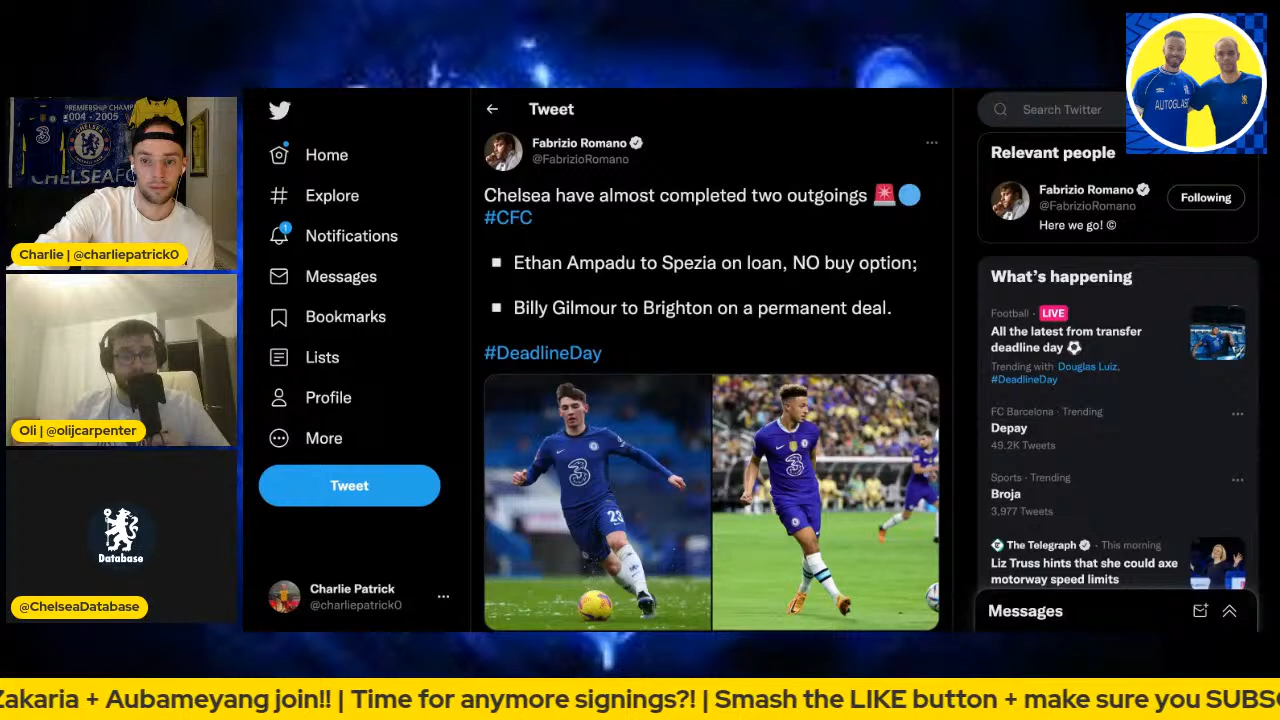 PREMIERSHIP CHAMP
2004 - 2005
CHELSEA FC
Charlie | @charliepatrick0
Oli | @olijcarpenter
Database
@ChelseaDatabase
Home
Explore
1
Notifications
Messages
Bookmarks
Lists
Profile
More
Tweet
Charlie Patrick
@charliepatrick0
Tweet
Fabrizio Romano
@FabrizioRomano
Chelsea have almost completed two outgoings 🚨🔵
#CFC
▪️ Ethan Ampadu to Spezia on loan, NO buy option;
▪️ Billy Gilmour to Brighton on a permanent deal.
#DeadlineDay
3
23
3
Search Twitter
AUTOGLASS
Relevant people
Fabrizio Romano
@FabrizioRomano
Following
Here we go! ©
What's happening
Football · LIVE
All the latest from transfer
deadline day ⚽
Trending with Douglas Luiz,
#DeadlineDay
FC Barcelona · Trending
Depay
49.2K Tweets
Sports · Trending
Broja
3,977 Tweets
The Telegraph · This morning
Liz Truss hints that she could axe
motorway speed limits
Messages
Zakaria + Aubameyang join!! | Time for anymore signings?! | Smash the LIKE button + make sure you SUBSC